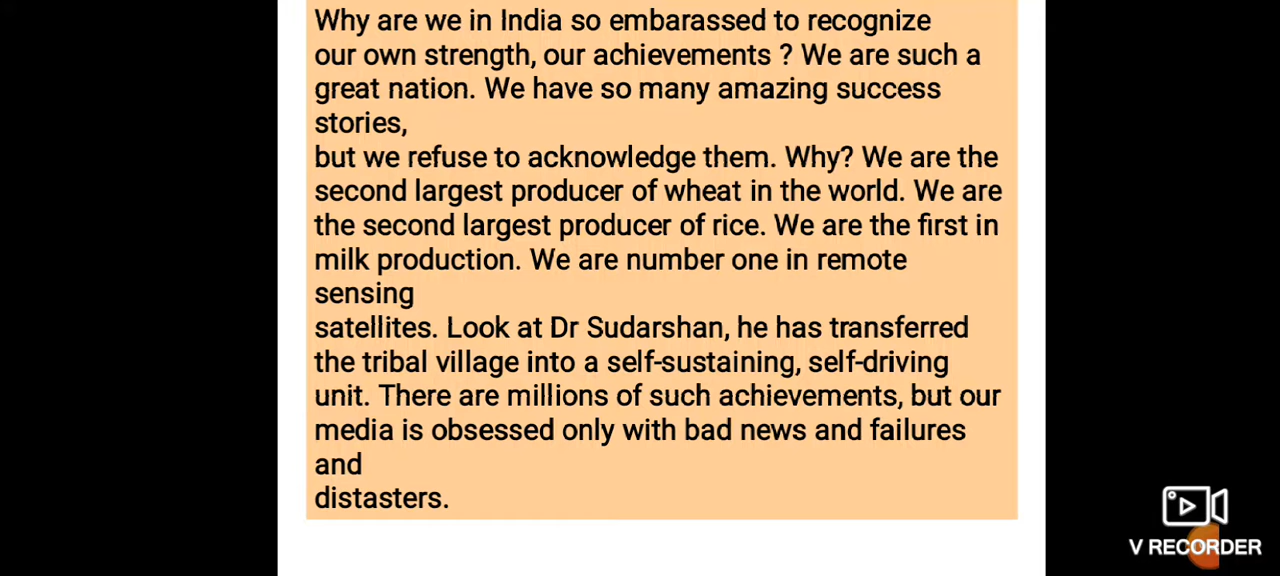 Why are we in India so embarassed to recognize
our own strength, our achievements ? We are such a
great nation. We have so many amazing success
stories,
but we refuse to acknowledge them. Why? We are the
second largest producer of wheat in the world. We are
the second largest producer of rice. We are the first in
milk production. We are number one in remote
sensing
satellites. Look at Dr Sudarshan, he has transferred
the tribal village into a self-sustaining, self-driving
unit. There are millions of such achievements, but our
media is obsessed only with bad news and failures
and
distasters.
V RECORDER